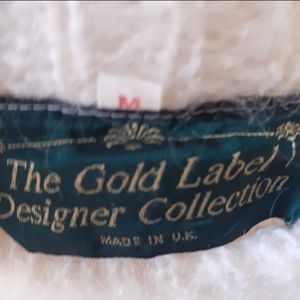 M
The Gold Label
Designer Collection
MADE IN U.K.